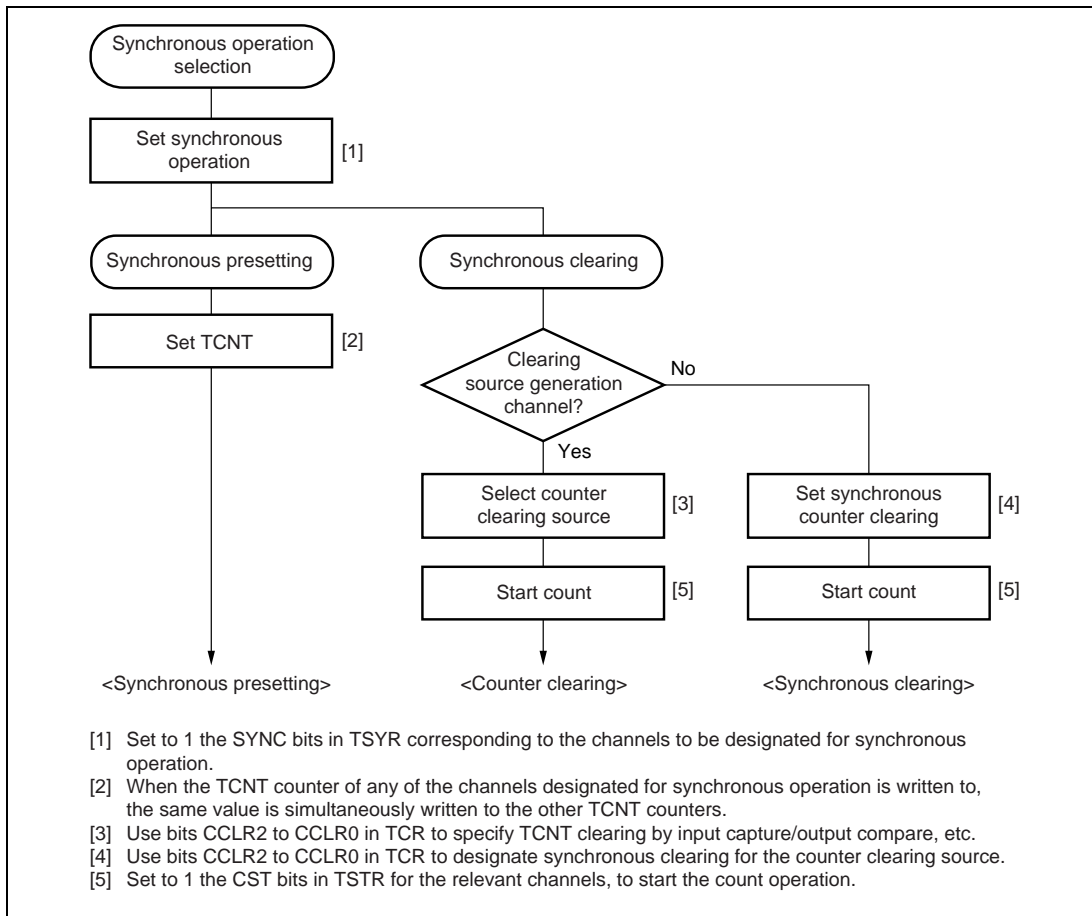 Synchronous operation
selection
Set synchronous
operation
[1]
Synchronous presetting
Synchronous clearing
Set TCNT
[2]
Clearing
source generation
channel?
No
Yes
Select counter
clearing source
[3]
Set synchronous
counter clearing
[4]
Start count
[5]
Start count
[5]
<Synchronous presetting>
<Counter clearing>
<Synchronous clearing>
[1] Set to 1 the SYNC bits in TSYR corresponding to the channels to be designated for synchronous
operation.
[2] When the TCNT counter of any of the channels designated for synchronous operation is written to,
the same value is simultaneously written to the other TCNT counters.
[3] Use bits CCLR2 to CCLR0 in TCR to specify TCNT clearing by input capture/output compare, etc.
[4] Use bits CCLR2 to CCLR0 in TCR to designate synchronous clearing for the counter clearing source.
[5] Set to 1 the CST bits in TSTR for the relevant channels, to start the count operation.